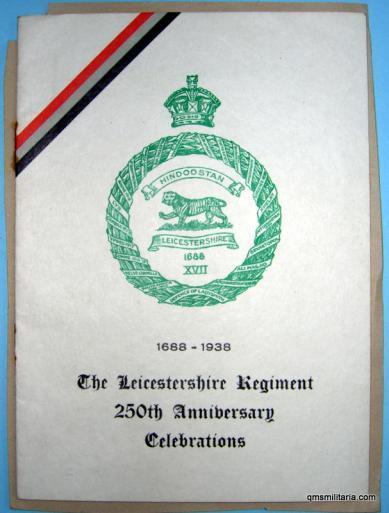 HINDOOSTAN
LEICESTERSHIRE
1688
XVII
1688 - 1938
The Leicestershire Regiment
250th Anniversary
Celebrations
qmsmilitaria.com